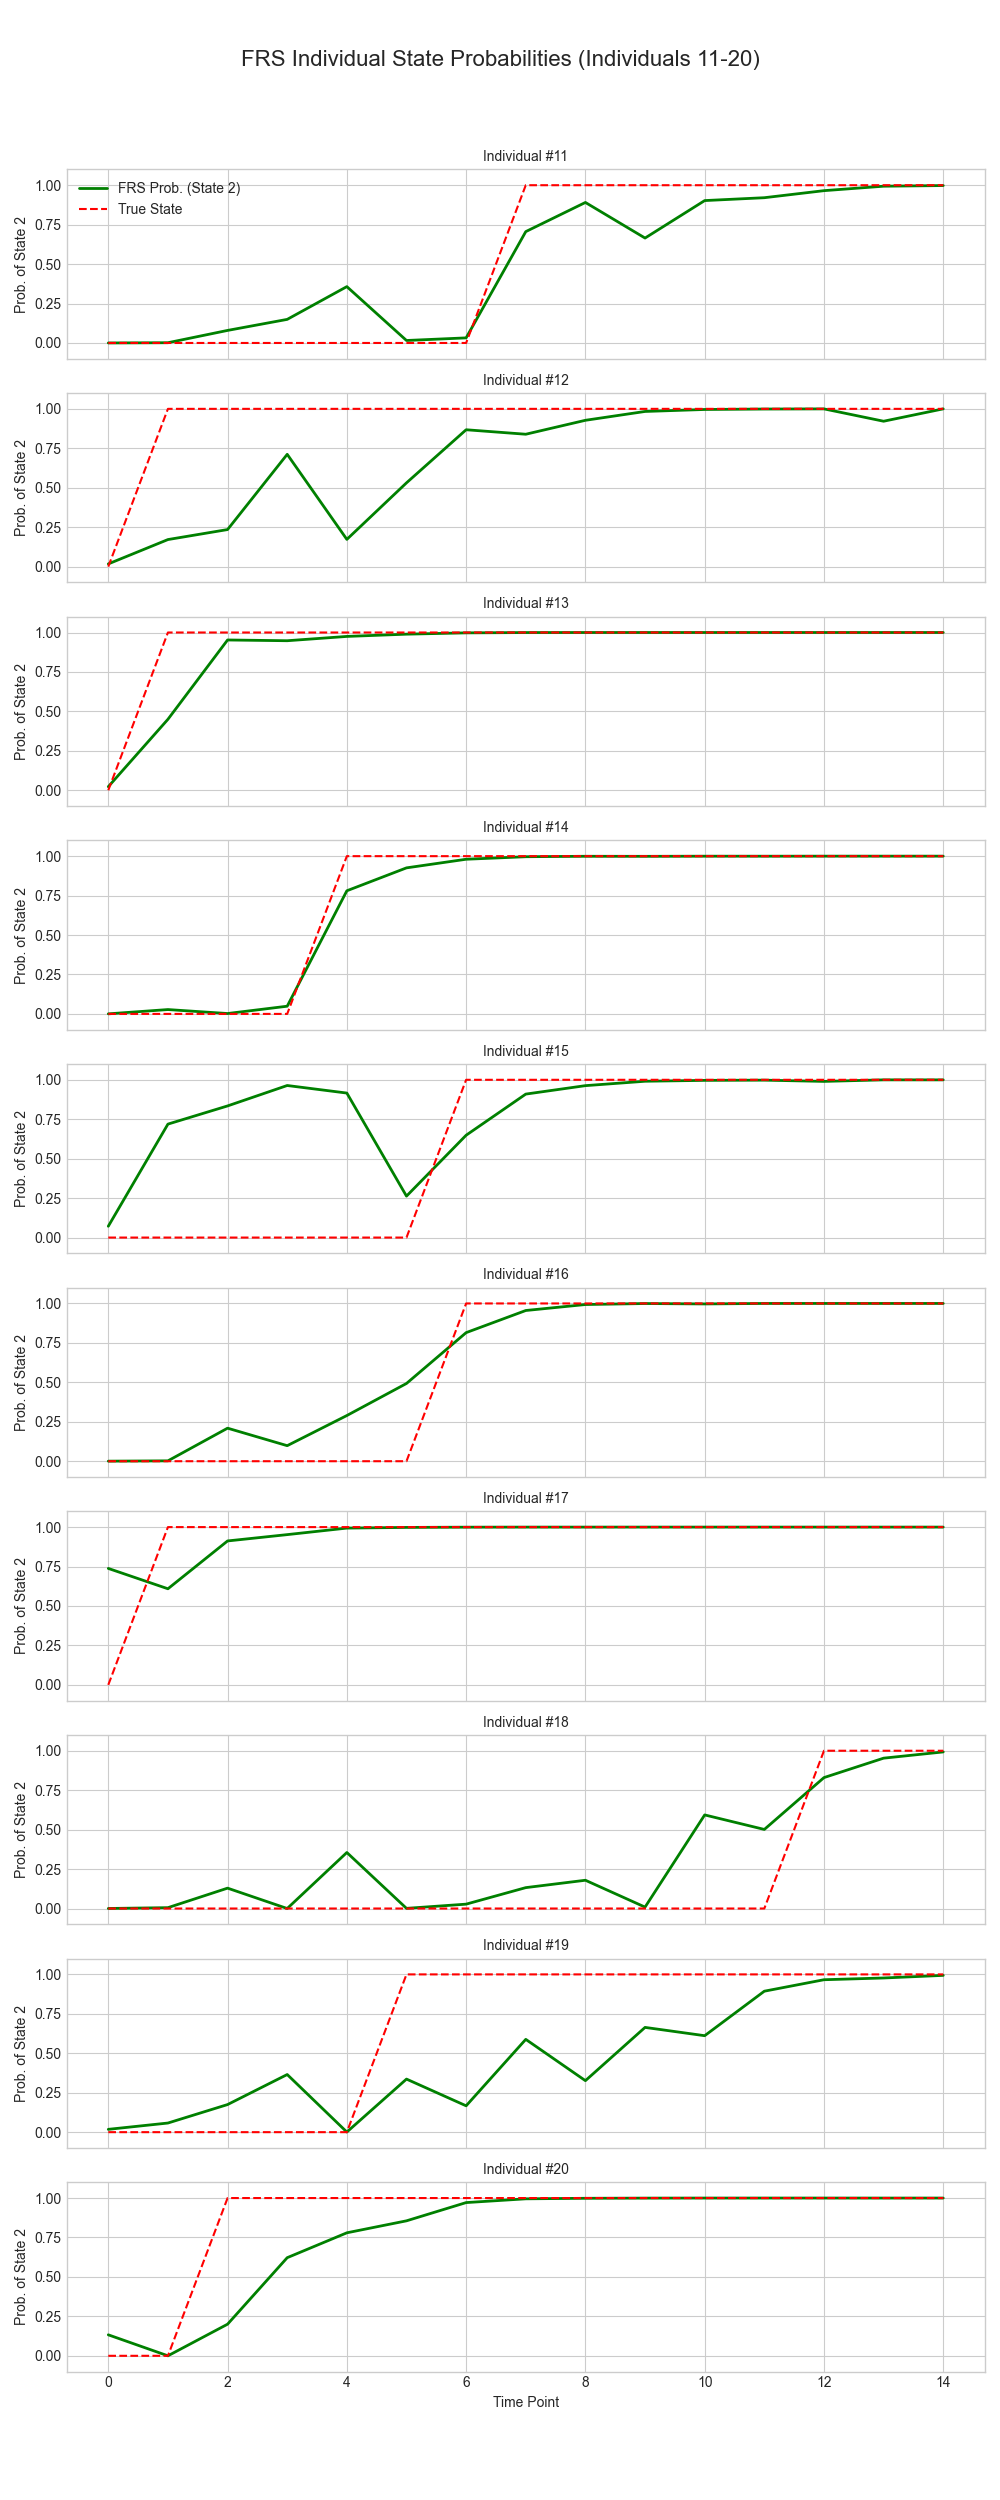 FRS Individual State Probabilities (Individuals 11-20)
Individual #11
FRS Prob. (State 2)
True State
Prob. of State 2
1.00
0.75
0.50
0.25
0.00
Individual #12
Prob. of State 2
1.00
0.75
0.50
0.25
0.00
Individual #13
Prob. of State 2
1.00
0.75
0.50
0.25
0.00
Individual #14
Prob. of State 2
1.00
0.75
0.50
0.25
0.00
Individual #15
Prob. of State 2
1.00
0.75
0.50
0.25
0.00
Individual #16
Prob. of State 2
1.00
0.75
0.50
0.25
0.00
Individual #17
Prob. of State 2
1.00
0.75
0.50
0.25
0.00
Individual #18
Prob. of State 2
1.00
0.75
0.50
0.25
0.00
Individual #19
Prob. of State 2
1.00
0.75
0.50
0.25
0.00
Individual #20
Prob. of State 2
1.00
0.75
0.50
0.25
0.00
0 2 4 6 8 10 12 14
Time Point